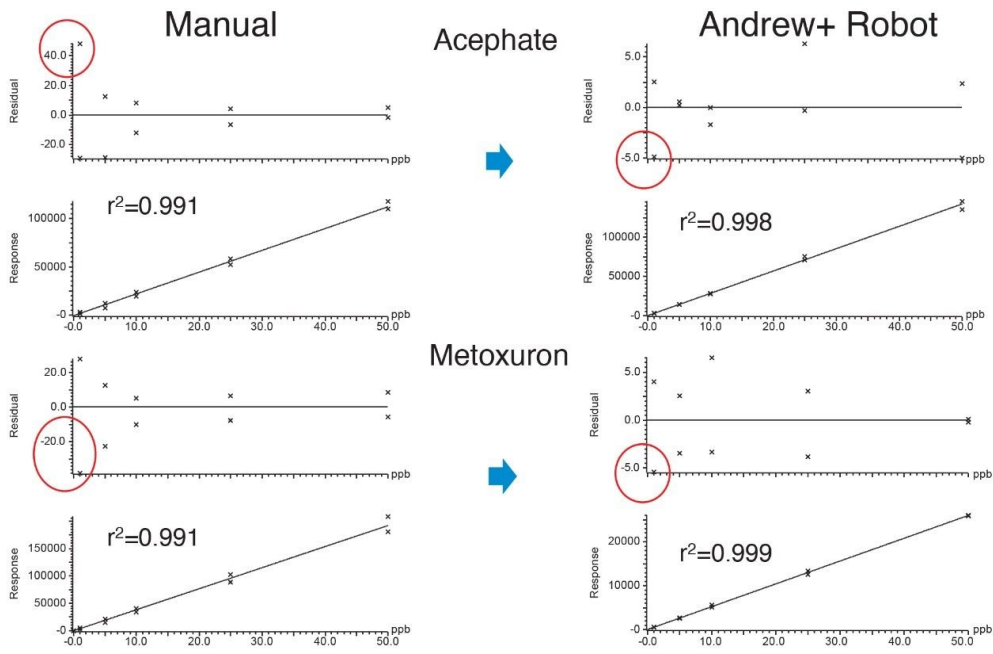 Manual
Acephate
Andrew+ Robot
Residual
40.0
20.0
0.0
-20.0
ppb
Residual
5.0
0.0
-5.0
ppb
r²=0.991
Response
100000
50000
-0
-0.0 10.0 20.0 30.0 40.0 50.0
ppb
r²=0.998
Response
100000
50000
-0
-0.0 10.0 20.0 30.0 40.0 50.0
ppb
Metoxuron
Residual
20.0
0.0
-20.0
ppb
Residual
5.0
0.0
-5.0
ppb
r²=0.991
Response
150000
100000
50000
-0
-0.0 10.0 20.0 30.0 40.0 50.0
ppb
r²=0.999
Response
20000
10000
-0
-0.0 10.0 20.0 30.0 40.0 50.0
ppb